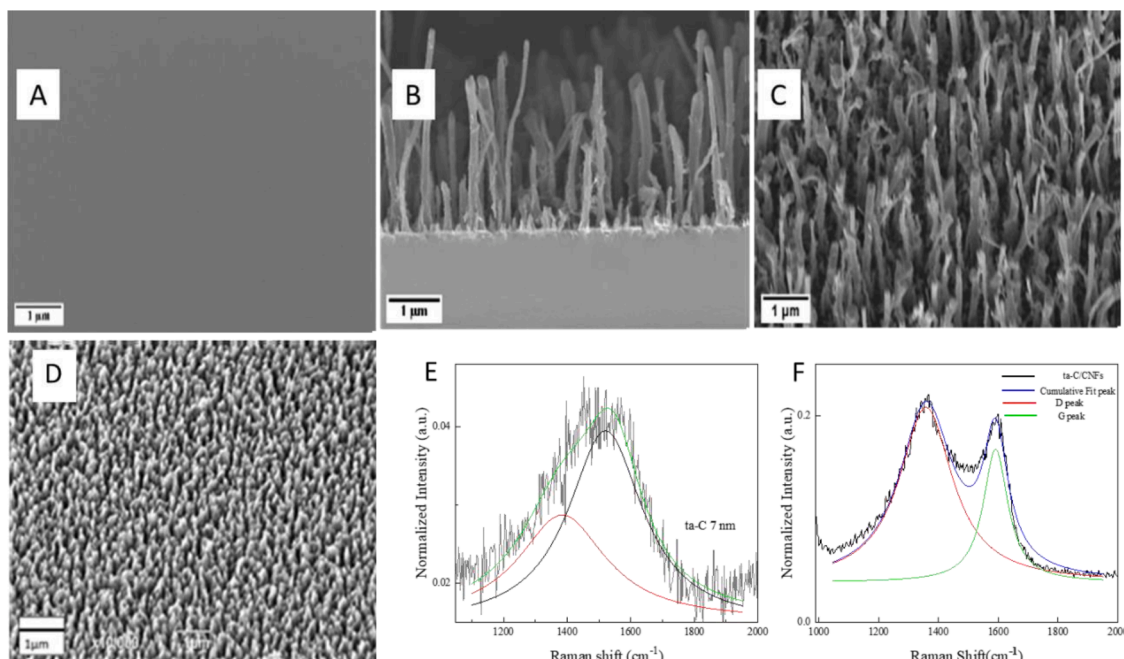 A
1 µm
B
1 µm
C
1 µm
D
1µm
E
Normalized Intensity (a.u.)
0.04
0.02
ta-C 7 nm
1200
1400
1600
1800
2000
Raman shift (cm⁻¹)
F
ta-C/CNFs
Cumulative Fit peak
D peak
G peak
Normalized Intensity (a.u.)
0.2
0.0
1000
1200
1400
1600
1800
Raman Shift(cm⁻¹)